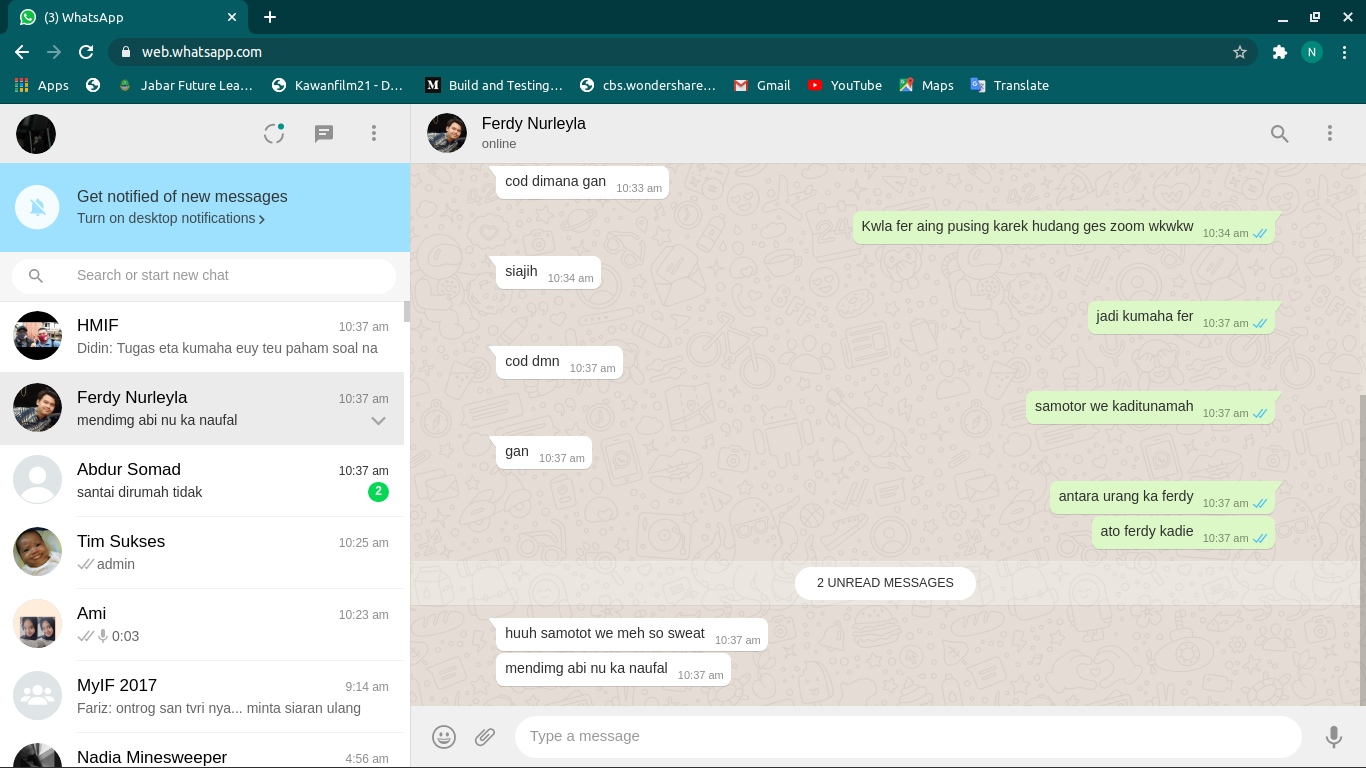 (3) WhatsApp
web.whatsapp.com
N
Apps
Jabar Future Lea...
Kawanfilm21 - D...
M
Build and Testing...
cbs.wondershare...
Gmail
YouTube
Maps
Translate
Get notified of new messages
Turn on desktop notifications
Search or start new chat
HMIF 10:37 am
Didin: Tugas eta kumaha euy teu paham soal na
Ferdy Nurleyla 10:37 am
mendimg abi nu ka naufal
Abdur Somad 10:37 am
santai dirumah tidak 2
Tim Sukses 10:25 am
admin
Ami 10:23 am
0:03
MyIF 2017 9:14 am
Fariz: ontrog san tvri nya... minta siaran ulang
Nadia Minesweeper 4:56 am
Ferdy Nurleyla
online
cod dimana gan 10:33 am
Kwla fer aing pusing karek hudang ges zoom wkwkw 10:34 am
siajih 10:34 am
jadi kumaha fer 10:37 am
cod dmn 10:37 am
samotor we kaditunamah 10:37 am
gan 10:37 am
antara urang ka ferdy 10:37 am
ato ferdy kadie 10:37 am
2 UNREAD MESSAGES
huuh samotot we meh so sweat 10:37 am
mendimg abi nu ka naufal 10:37 am
Type a message